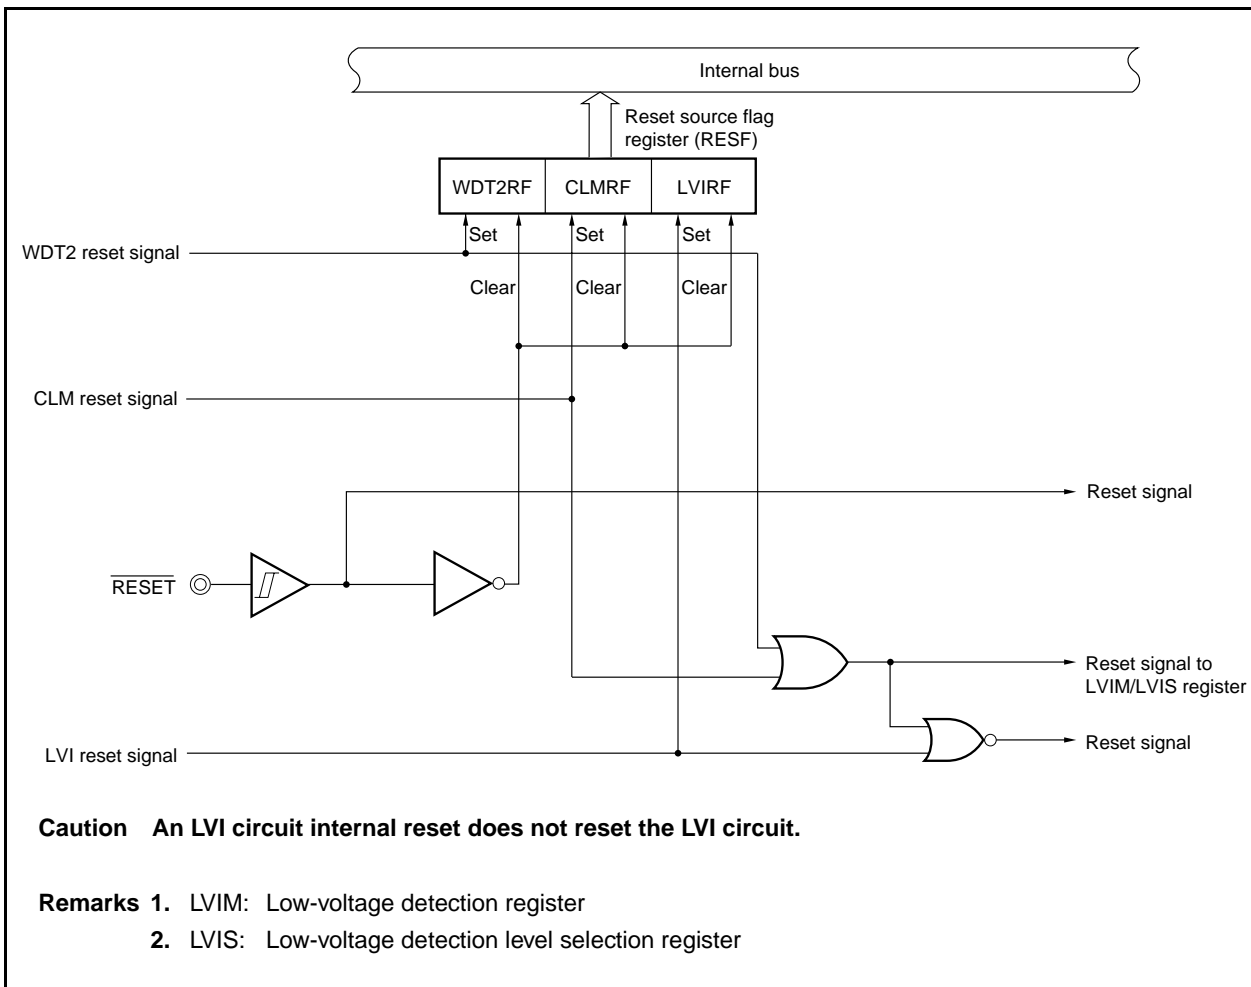 Internal bus
Reset source flag
register (RESF)
WDT2RF CLMRF LVIRF
Set Set Set
WDT2 reset signal
Clear Clear Clear
CLM reset signal
Reset signal
RESET
Reset signal to
LVIM/LVIS register
Reset signal
LVI reset signal
Caution An LVI circuit internal reset does not reset the LVI circuit.
Remarks 1. LVIM: Low-voltage detection register
2. LVIS: Low-voltage detection level selection register